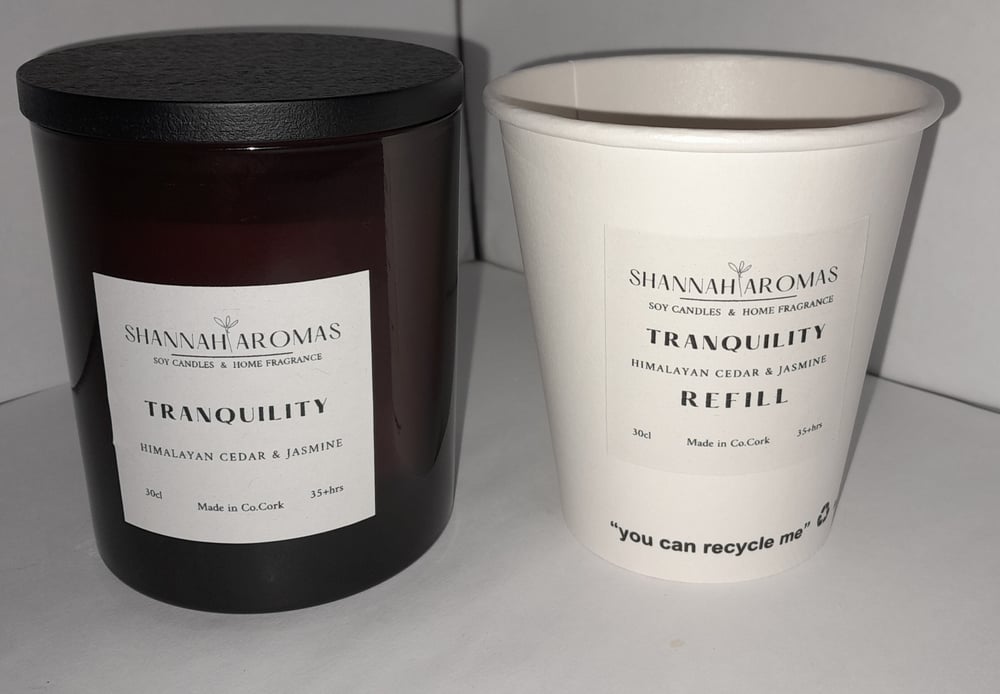 SHANNAH AROMAS
SOY CANDLES & HOME FRAGRANCE
TRANQUILITY
HIMALAYAN CEDAR & JASMINE
30cl Made in Co.Cork 35+hrs
SHANNAH AROMAS
SOY CANDLES & HOME FRAGRANCE
TRANQUILITY
HIMALAYAN CEDAR & JASMINE
REFILL
30cl Made in Co.Cork 35+hrs
“you can recycle me”